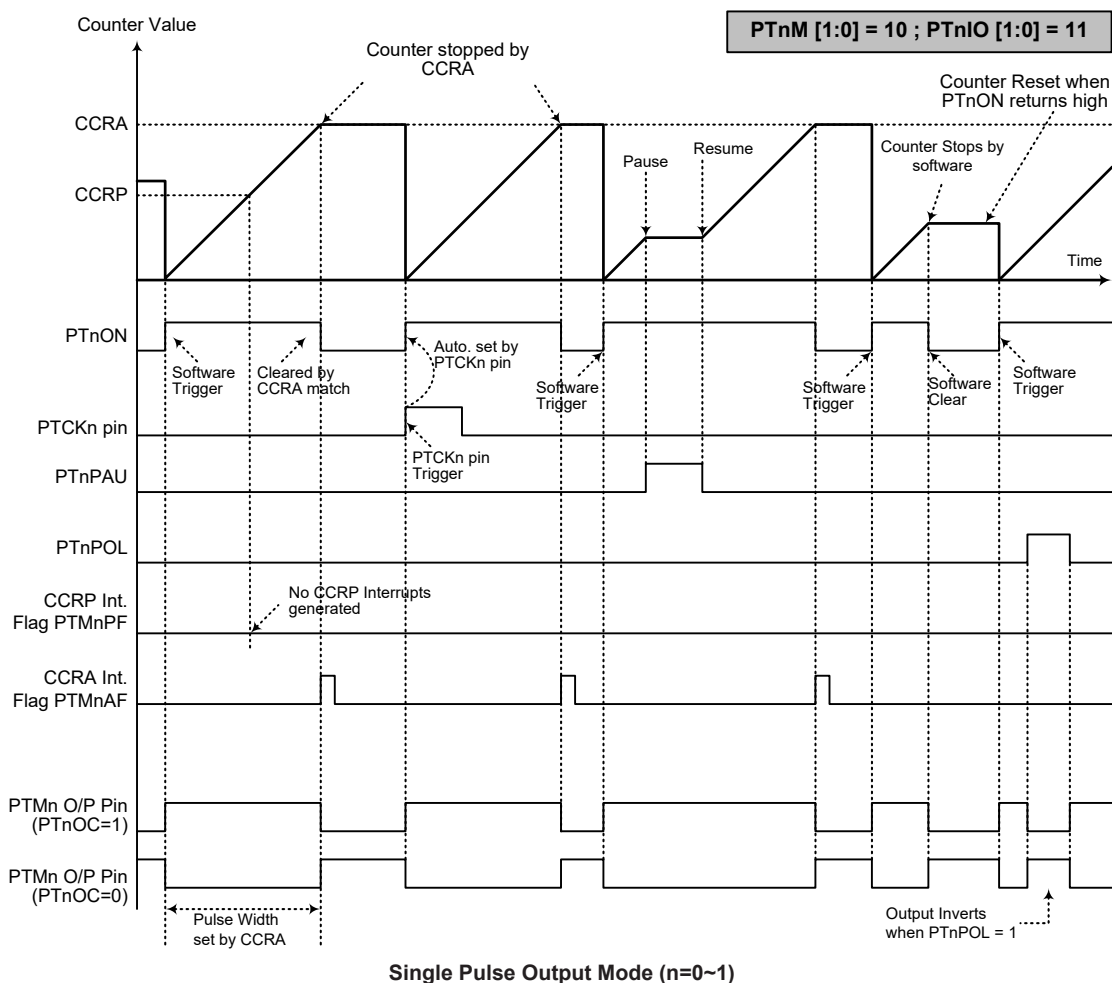 Counter Value
PTnM [1:0] = 10 ; PTnIO [1:0] = 11
Counter stopped by
CCRA
Counter Reset when
PTnON returns high
CCRA
Pause
Resume
Counter Stops by
software
CCRP
Time
PTnON
Software
Trigger
Cleared by
CCRA match
Auto. set by
PTCKn pin
Software
Trigger
Software
Trigger
Software
Clear
Software
Trigger
PTCKn pin
PTCKn pin
Trigger
PTnPAU
PTnPOL
No CCRP Interrupts
generated
CCRP Int.
Flag PTMnPF
CCRA Int.
Flag PTMnAF
PTMn O/P Pin
(PTnOC=1)
PTMn O/P Pin
(PTnOC=0)
Pulse Width
set by CCRA
Output Inverts
when PTnPOL = 1
Single Pulse Output Mode (n=0~1)